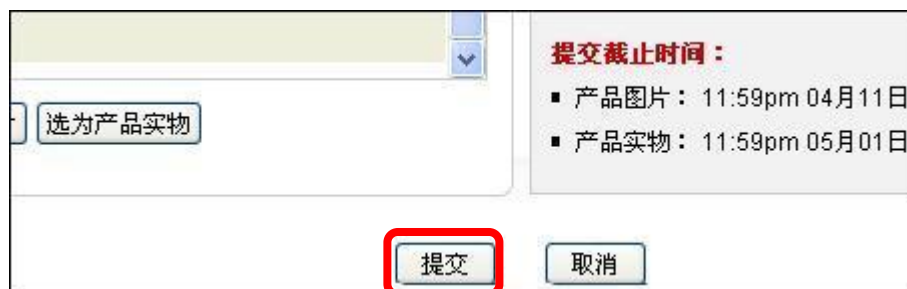 提交截止时间：
▪ 产品图片： 11:59pm 04月11日
选为产品实物
▪ 产品实物： 11:59pm 05月01日
提交
取消